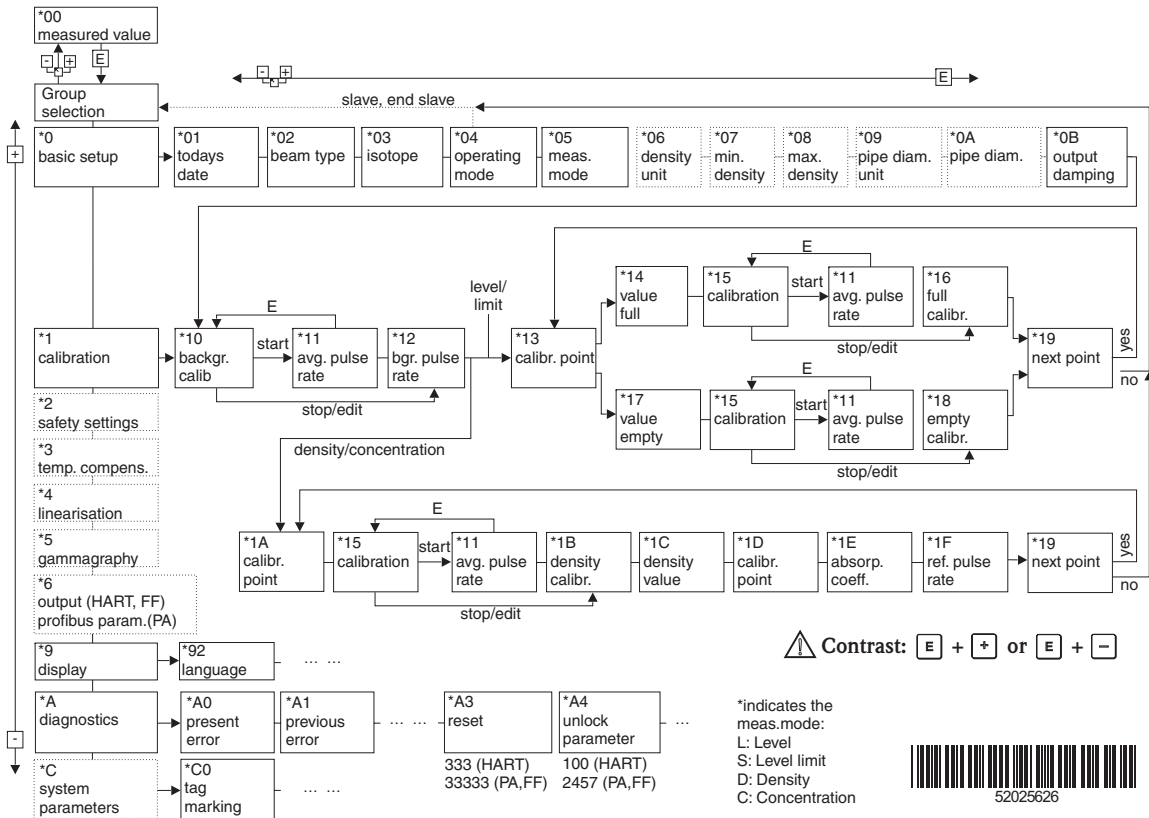 *00
measured value
-
+
E
-
+
E
Group
selection
slave, end slave
+
*0
basic setup
*01
todays
date
*02
beam type
*03
isotope
*04
operating
mode
*05
meas.
mode
*06
density
unit
*07
min.
density
*08
max.
density
*09
pipe diam.
unit
*0A
pipe diam.
*0B
output
damping
*1
calibration
*10
backgr.
calib
start
E
*11
avg. pulse
rate
*12
bgr. pulse
rate
stop/edit
level/
limit
density/concentration
*13
calibr. point
*14
value
full
*15
calibration
E
start
*11
avg. pulse
rate
*16
full
calibr.
stop/edit
*17
value
empty
*15
calibration
E
start
*11
avg. pulse
rate
*18
empty
calibr.
stop/edit
*19
next point
yes
no
*2
safety settings
*3
temp. compens.
*4
linearisation
*5
gammagraphy
*6
output (HART, FF)
profibus param.(PA)
*1A
calibr.
point
*15
calibration
E
start
*11
avg. pulse
rate
*1B
density
calibr.
stop/edit
*1C
density
value
*1D
calibr.
point
*1E
absorp.
coeff.
*1F
ref. pulse
rate
*19
next point
yes
no
*9
display
*92
language
... ...
Contrast: E + + or E + -
*A
diagnostics
*A0
present
error
*A1
previous
error
... ...
*A3
reset
333 (HART)
33333 (PA,FF)
*A4
unlock
parameter
100 (HART)
2457 (PA,FF)
...
-
*C
system
parameters
*C0
tag
marking
... ...
*indicates the
meas.mode:
L: Level
S: Level limit
D: Density
C: Concentration
52025626